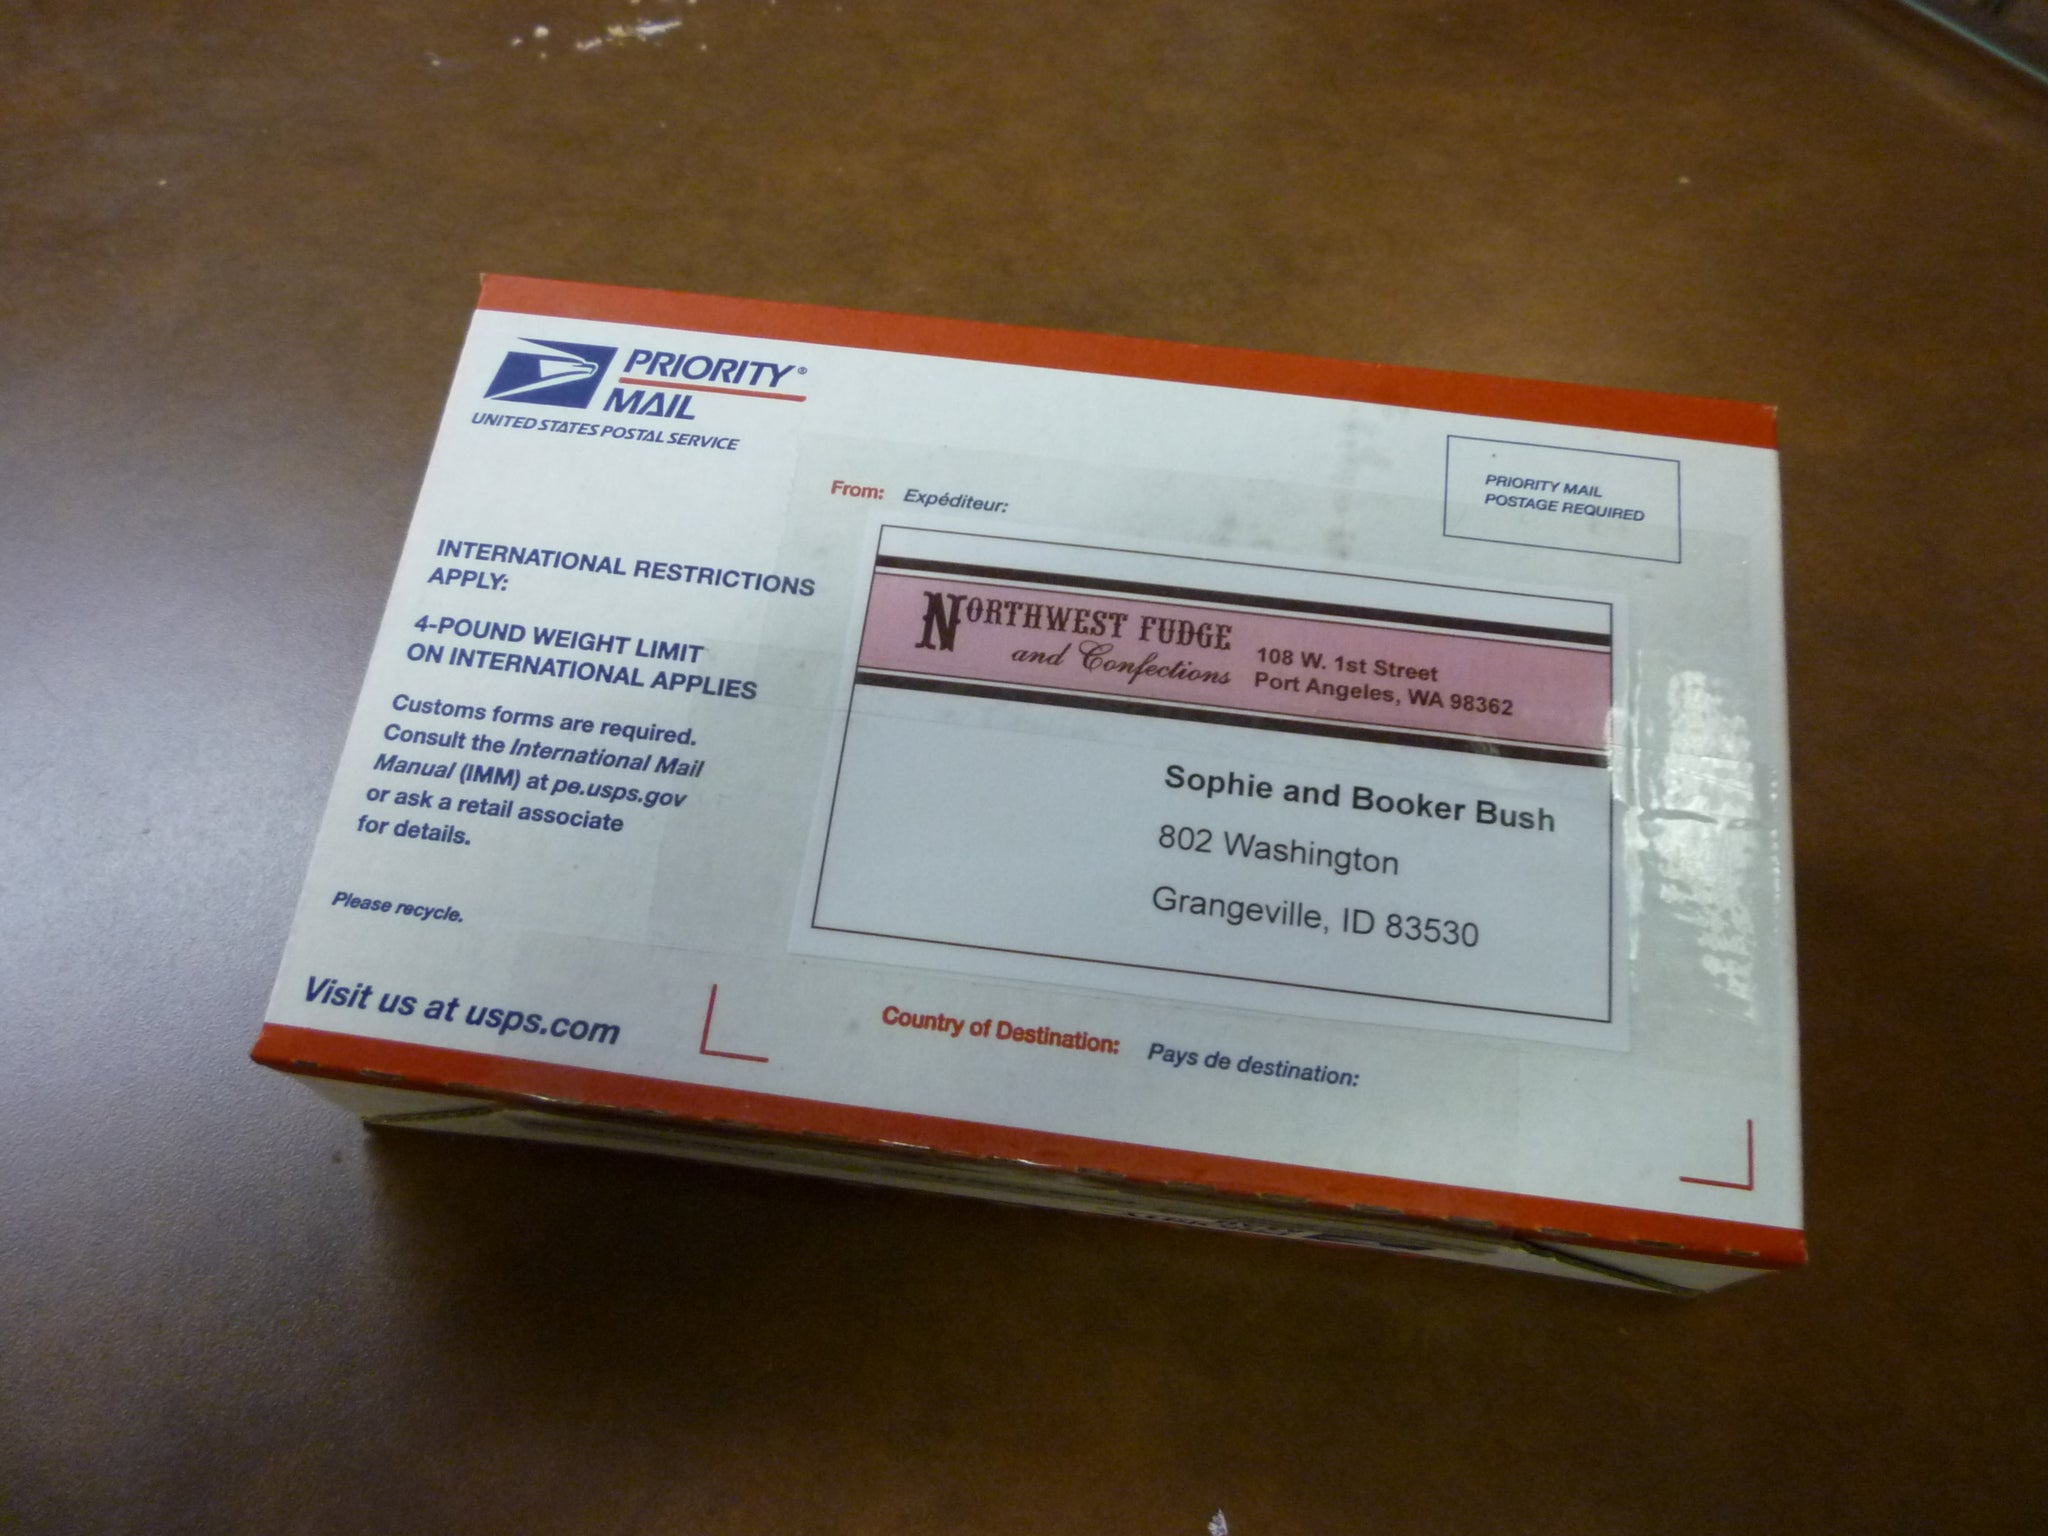 PRIORITY®
MAIL
UNITED STATES POSTAL SERVICE
PRIORITY MAIL
POSTAGE REQUIRED
From: Expéditeur:
INTERNATIONAL RESTRICTIONS
APPLY:
4-POUND WEIGHT LIMIT
ON INTERNATIONAL APPLIES
Customs forms are required.
Consult the International Mail
Manual (IMM) at pe.usps.gov
or ask a retail associate
for details.
Please recycle.
Visit us at usps.com
NORTHWEST FUDGE
and Confections
108 W. 1st Street
Port Angeles, WA 98362
Sophie and Booker Bush
802 Washington
Grangeville, ID 83530
Country of Destination: Pays de destination: